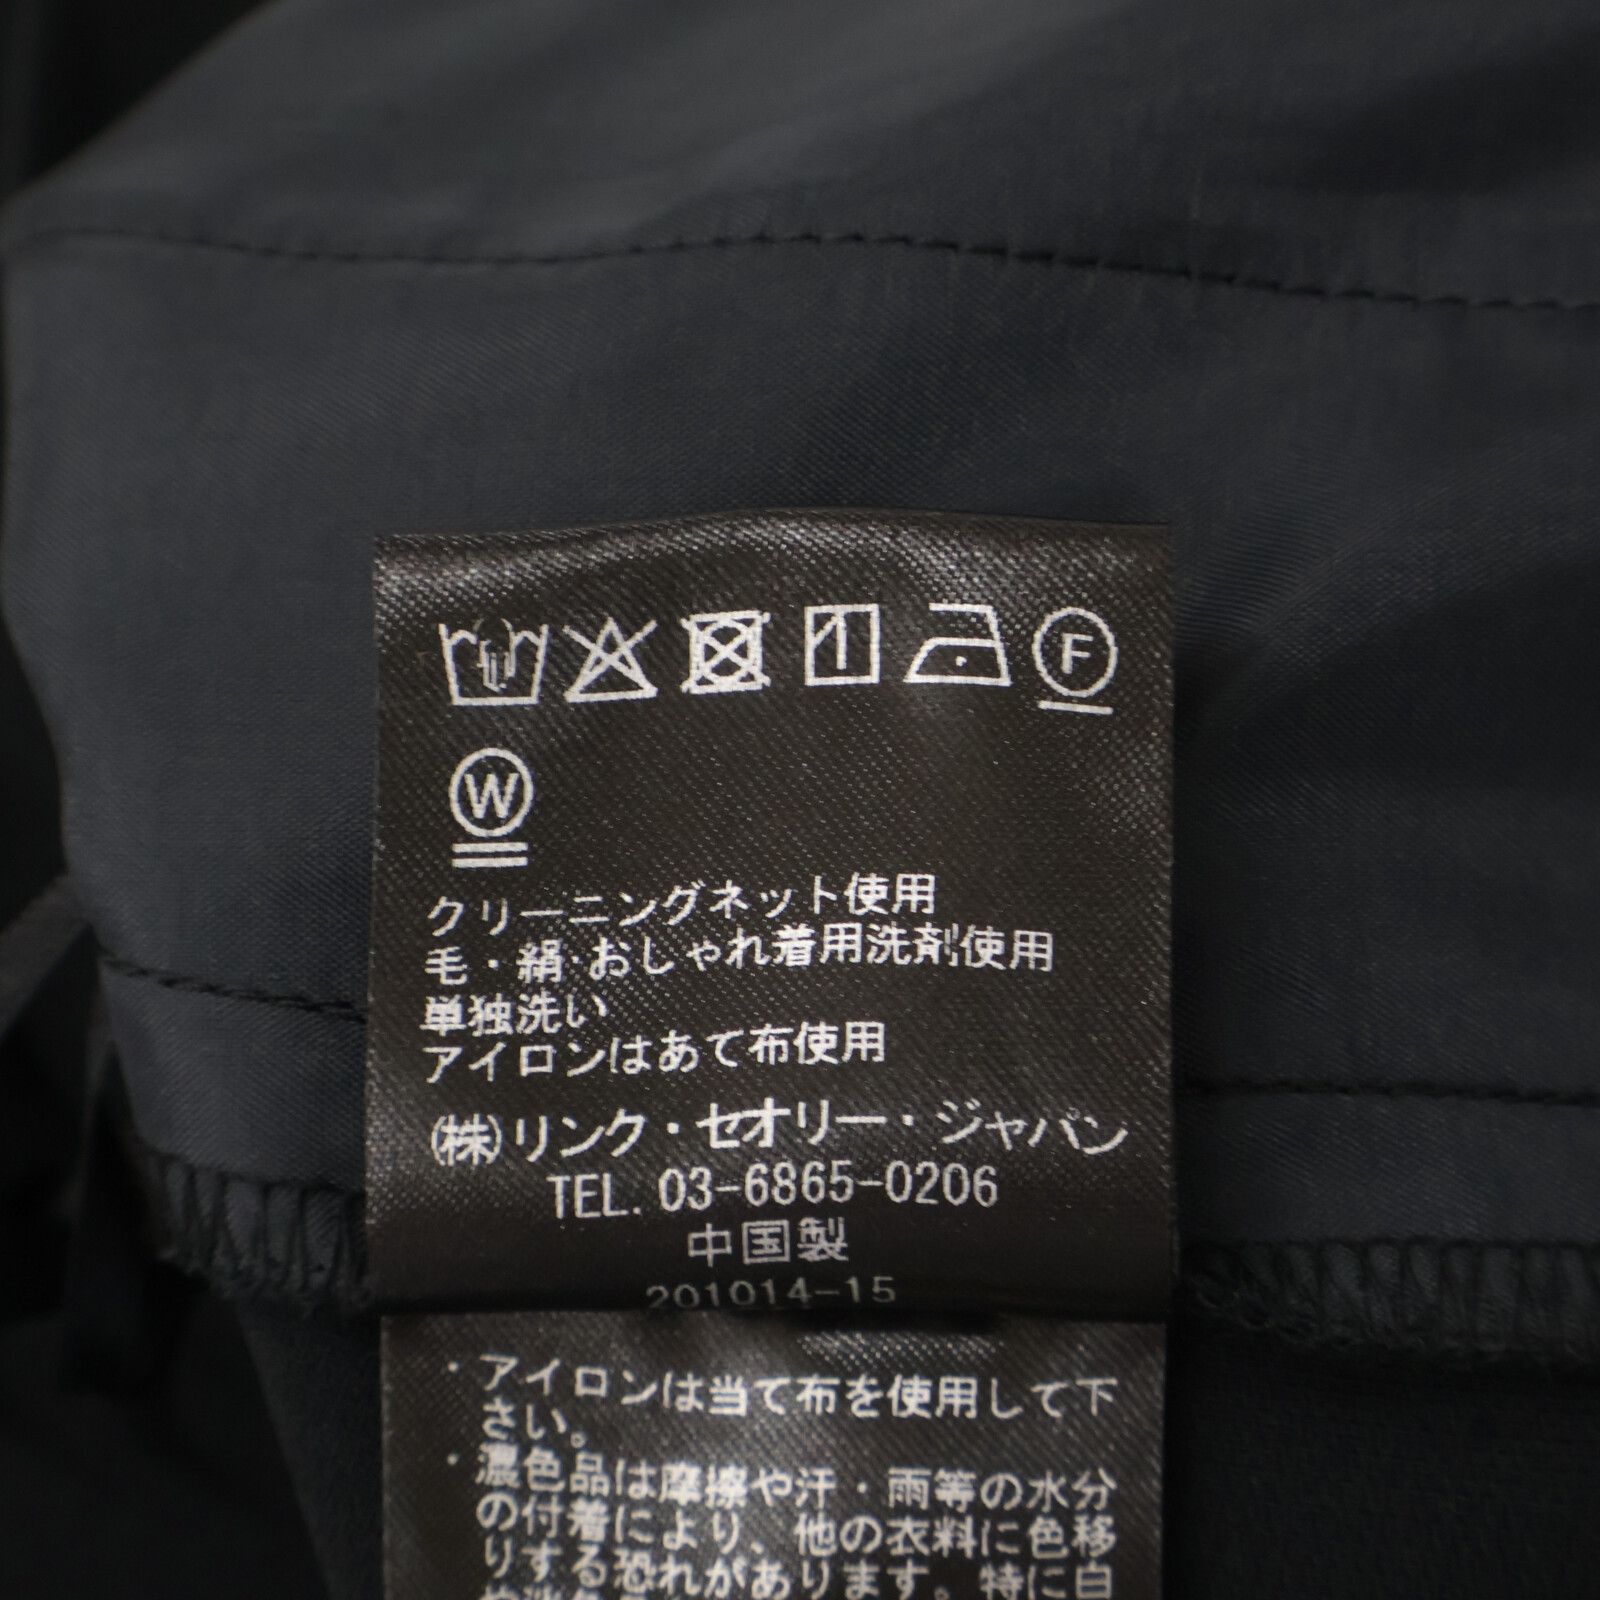 F
W
クリーニングネット使用
毛・絹・おしゃれ着用洗剤使用
単独洗い
アイロンはあて布使用
(株)リンク・セオリー・ジャパン
TEL. 03-6865-0206
中国製
201014-15
・アイロンは当て布を使用して下
さい。
・濃色品は摩擦や汗・雨等の水分
の付着により、他の衣料に色移
りする恐れがあります。特に白